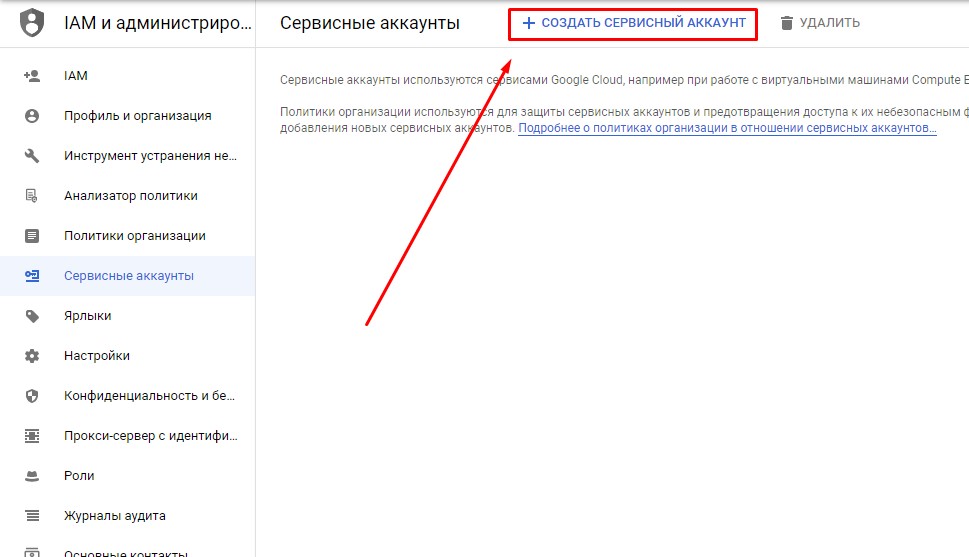 IAM и администриро...
Сервисные аккаунты
СОЗДАТЬ СЕРВИСНЫЙ АККАУНТ
УДАЛИТЬ
IAM
Профиль и организация
Инструмент устранения не...
Анализатор политики
Политики организации
Сервисные аккаунты
Ярлыки
Настройки
Конфиденциальность и бе...
Прокси-сервер с идентифи...
Роли
Журналы аудита
Основные контакты
Сервисные аккаунты используются сервисами Google Cloud, например при работе с виртуальными машинами Compute E
Политики организации используются для защиты сервисных аккаунтов и предотвращения доступа к их небезопасным ф
добавления новых сервисных аккаунтов. Подробнее о политиках организации в отношении сервисных аккаунтов...